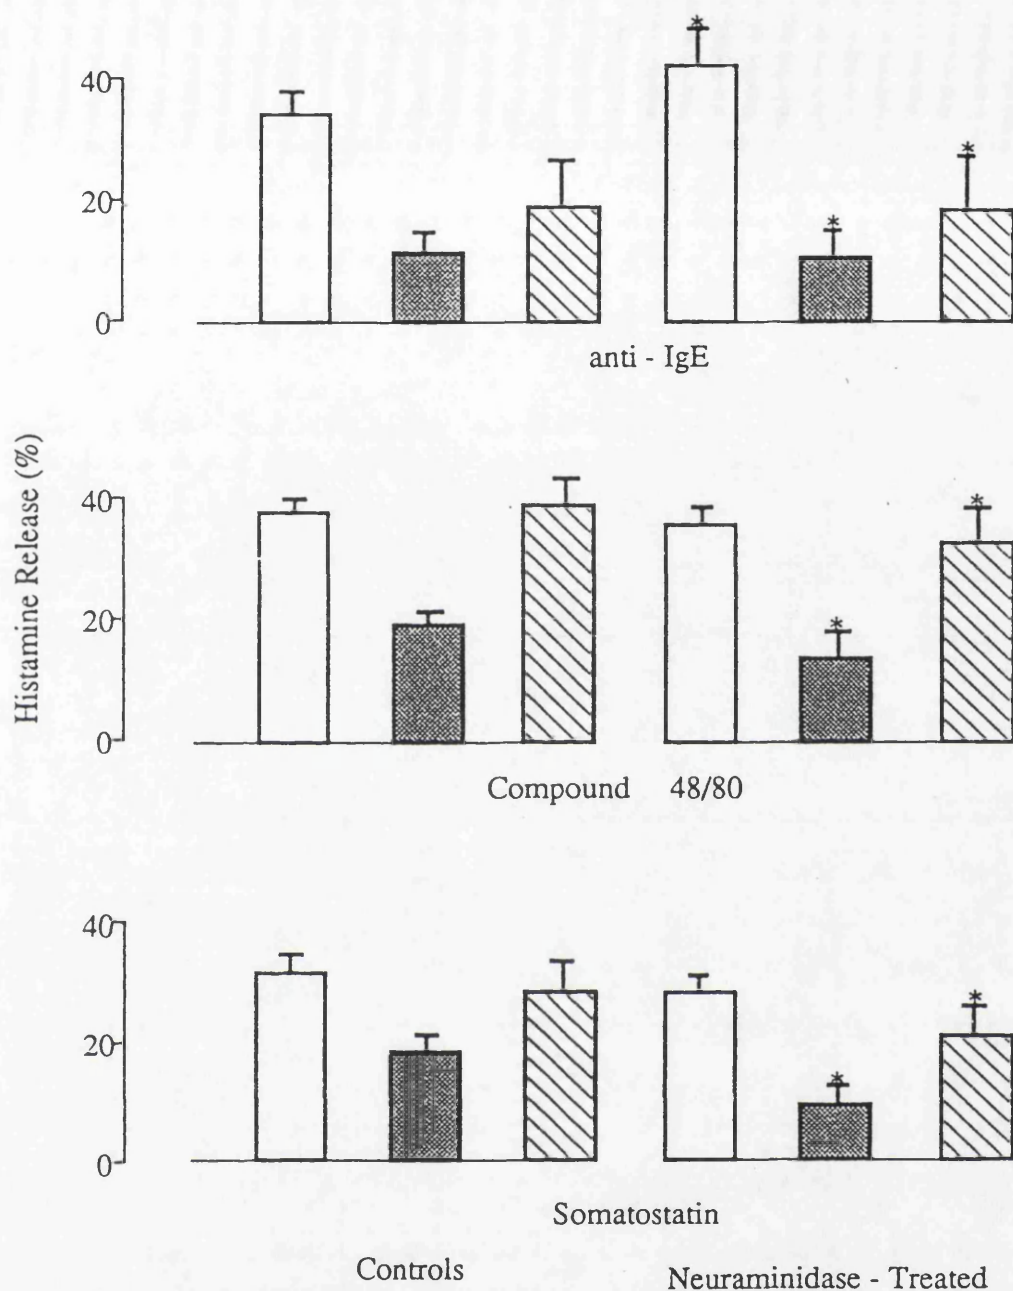 *
40
*
*
20
0
anti - IgE
Histamine Release (%)
40
*
*
20
0
Compound 48/80
40
*
*
20
0
Somatostatin
Controls
Neuraminidase - Treated